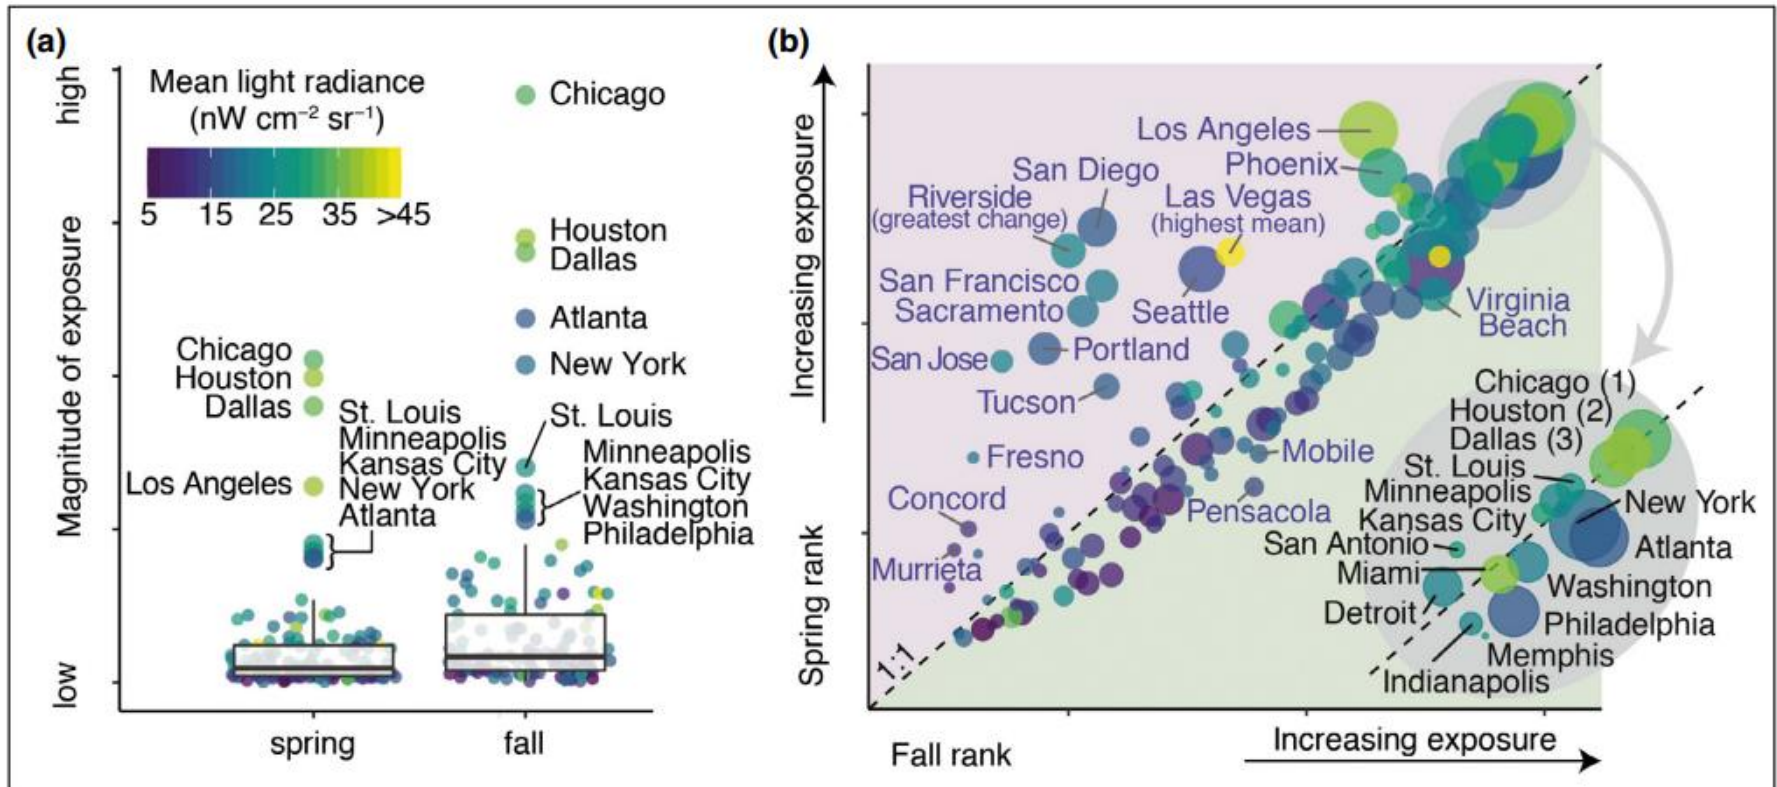 (a)
high
Magnitude of exposure
low
Mean light radiance
(nW cm⁻² sr⁻¹)
5 15 25 35 >45
Chicago
Houston
Dallas
Atlanta
New York
St. Louis
Minneapolis
Kansas City
Washington
Philadelphia
Chicago
Houston
Dallas
Los Angeles
St. Louis
Minneapolis
Kansas City
New York
Atlanta
spring
fall
(b)
Increasing exposure
Spring rank
Los Angeles
Phoenix
San Diego
Riverside
(greatest change)
Las Vegas
(highest mean)
San Francisco
Sacramento
Seattle
Virginia
Beach
San Jose
Portland
Tucson
Fresno
Mobile
Concord
Pensacola
Murrieta
1:1
Chicago (1)
Houston (2)
Dallas (3)
St. Louis
Minneapolis
Kansas City
New York
San Antonio
Atlanta
Miami
Washington
Detroit
Philadelphia
Memphis
Indianapolis
Fall rank
Increasing exposure